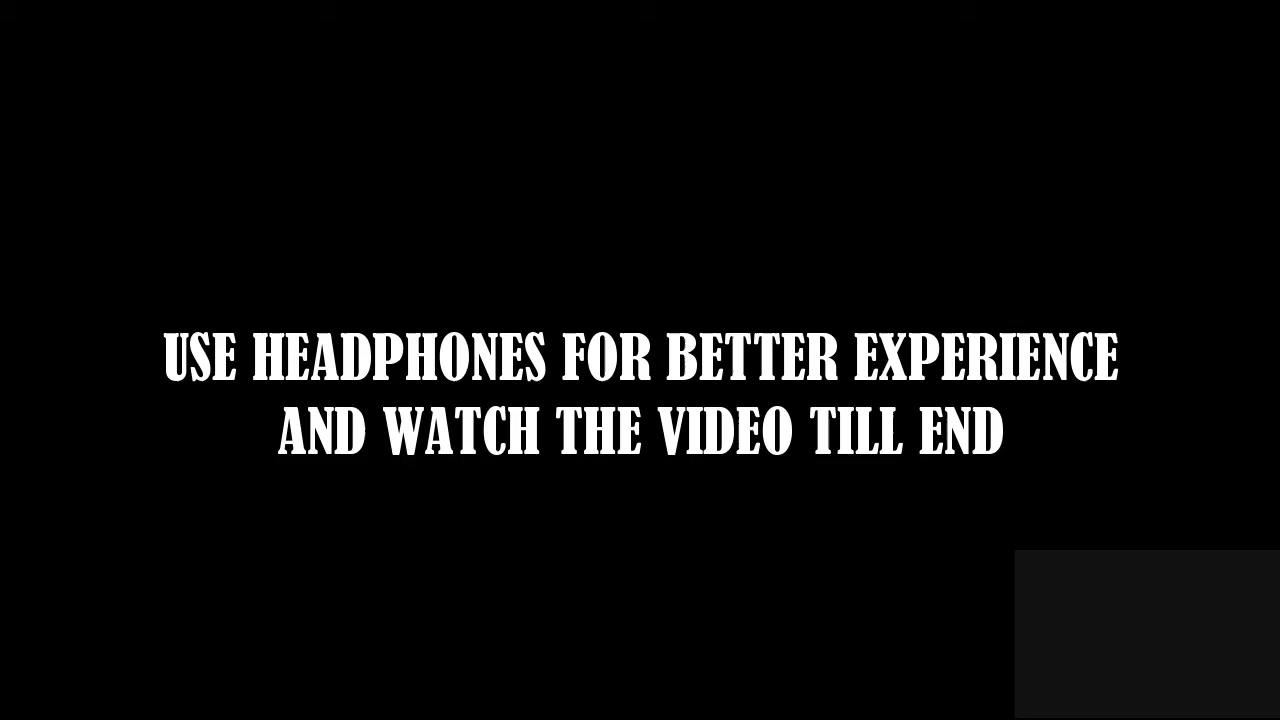 USE HEADPHONES FOR BETTER EXPERIENCE
AND WATCH THE VIDEO TILL END